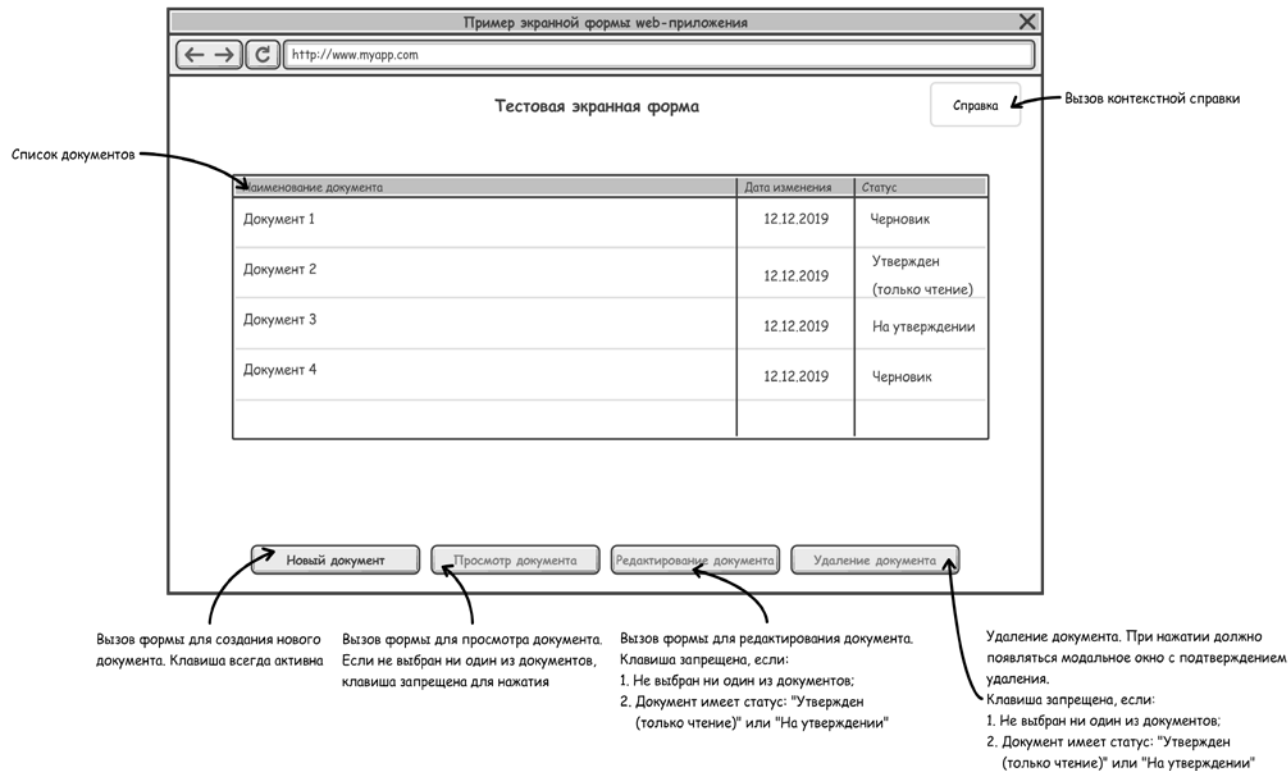 Пример экранной формы web-приложения
http://www.myapp.com
Тестовая экранная форма
Справка
Вызов контекстной справки
Список документов
Наименование документа
Дата изменения
Статус
Документ 1
12.12.2019
Черновик
Документ 2
12.12.2019
Утвержден
(только чтение)
Документ 3
12.12.2019
На утверждении
Документ 4
12.12.2019
Черновик
Новый документ
Просмотр документа
Редактирование документа
Удаление документа
Вызов формы для создания нового
документа. Клавиша всегда активна
Вызов формы для просмотра документа.
Если не выбран ни один из документов,
клавиша запрещена для нажатия
Вызов формы для редактирования документа.
Клавиша запрещена, если:
1. Не выбран ни один из документов;
2. Документ имеет статус: "Утвержден
(только чтение)" или "На утверждении"
Удаление документа. При нажатии должно
появляться модальное окно с подтверждением
удаления.
Клавиша запрещена, если:
1. Не выбран ни один из документов;
2. Документ имеет статус: "Утвержден
(только чтение)" или "На утверждении"